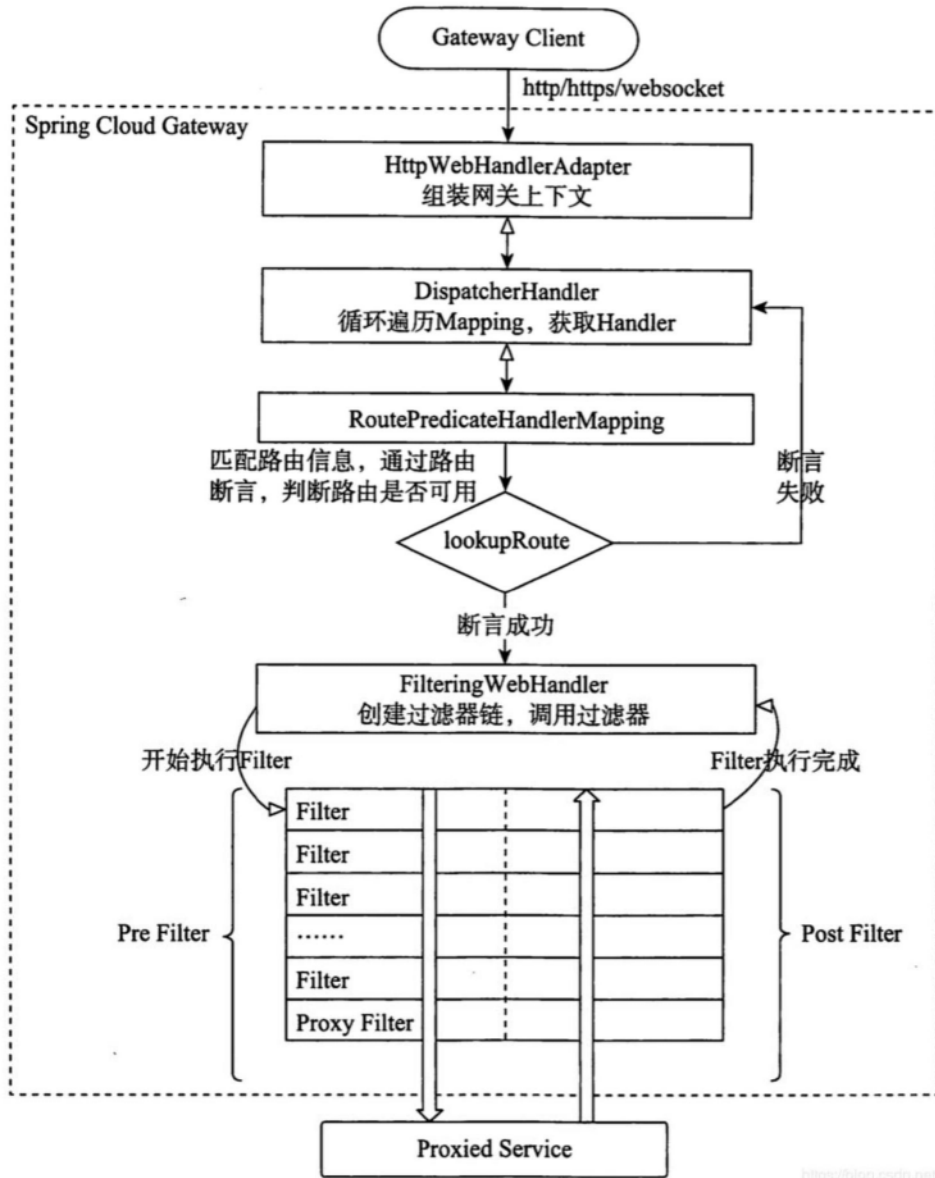 Gateway Client
http/https/websocket
Spring Cloud Gateway
HttpWebHandlerAdapter
组装网关上下文
DispatcherHandler
循环遍历Mapping，获取Handler
RoutePredicateHandlerMapping
匹配路由信息，通过路由
断言，判断路由是否可用
断言
失败
lookupRoute
断言成功
FilteringWebHandler
创建过滤器链，调用过滤器
开始执行Filter
Filter执行完成
Filter
Filter
Filter
Pre Filter
……
Post Filter
Filter
Proxy Filter
Proxied Service